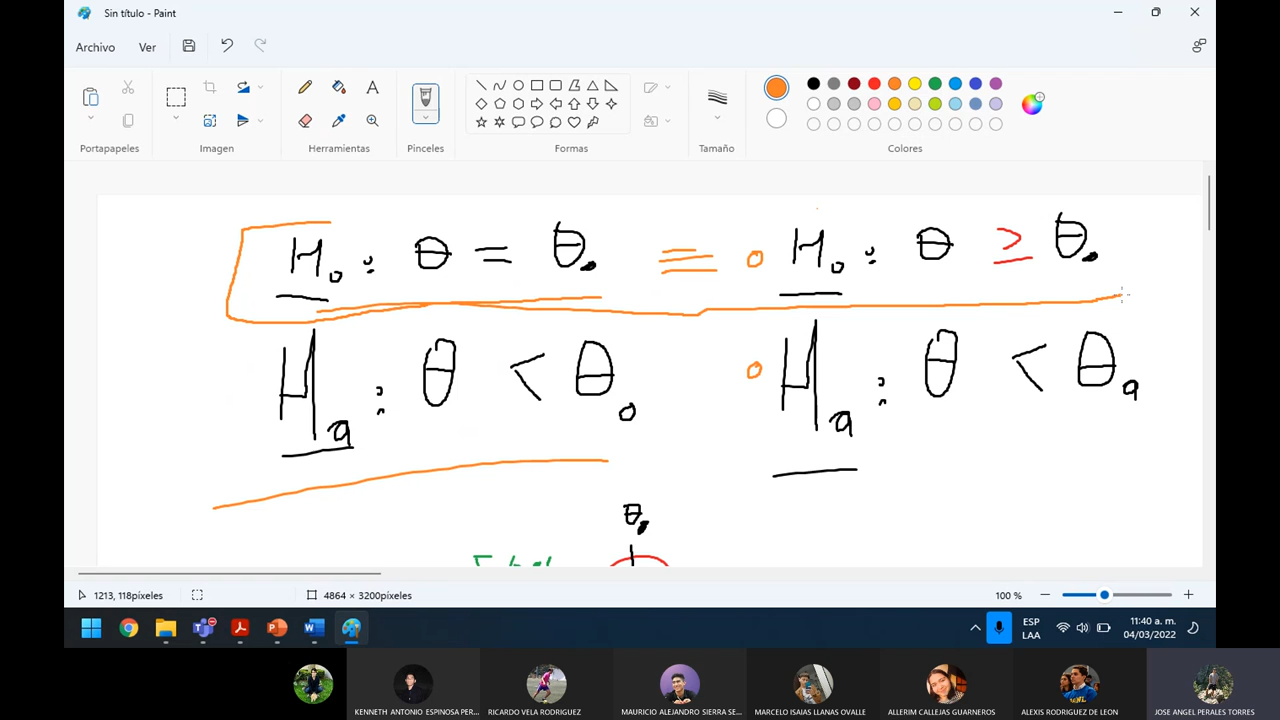 Sin título - Paint
Archivo Ver
Portapapeles Imagen Herramientas Pinceles Formas Tamaño Colores
H₀ : θ = θ₀ ≡ ∘ H₀ : θ ≥ θ₀
Hₐ : θ < θ₀ ∘ Hₐ : θ < θₐ
θ₀
1213, 118píxeles 4864 × 3200píxeles 100 %
ESP
LAA
11:40 a. m.
04/03/2022
KENNETH ANTONIO ESPINOSA PER... RICARDO VELA RODRIGUEZ MAURICIO ALEJANDRO SIERRA SE... MARCELO ISAIAS LLANAS OVALLE ALLERIM CALLEJAS GUARNEROS ALEXIS RODRIGUEZ DE LEON JOSE ANGEL PERALES TORRES